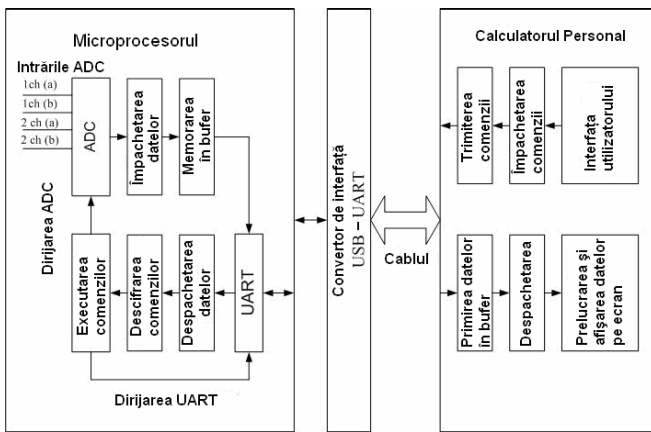 Microprocesorul
Intrările ADC
1ch (a)
1ch (b)
2 ch (a)
2 ch (b)
ADC
Împachetarea
datelor
Memorarea
în bufer
Dirijarea ADC
Executarea
comenzilor
Descifrarea
comenzilor
Despachetarea
datelor
UART
Dirijarea UART
Convertor de interfață
USB – UART
Cablul
Calculatorul Personal
Trimiterea
comenzii
Împachetarea
comenzii
Interfața
utilizatorului
Primirea datelor
în bufer
Despachetarea
Prelucrarea și
afișarea datelor
pe ecran